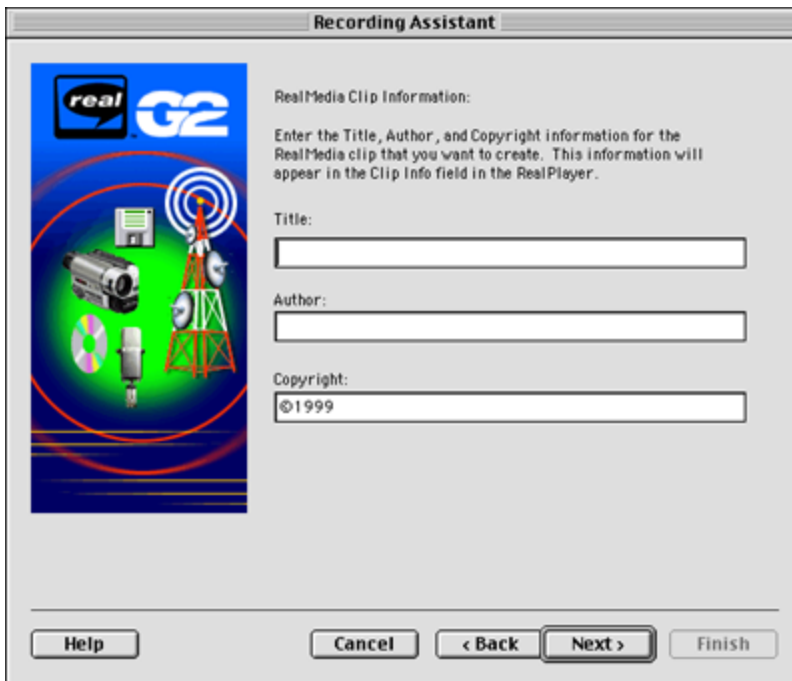 Recording Assistant
real
G2
RealMedia Clip Information:
Enter the Title, Author, and Copyright information for the
RealMedia clip that you want to create. This information will
appear in the Clip Info field in the RealPlayer.
Title:
Author:
Copyright:
©1999
Help
Cancel
‹ Back
Next ›
Finish